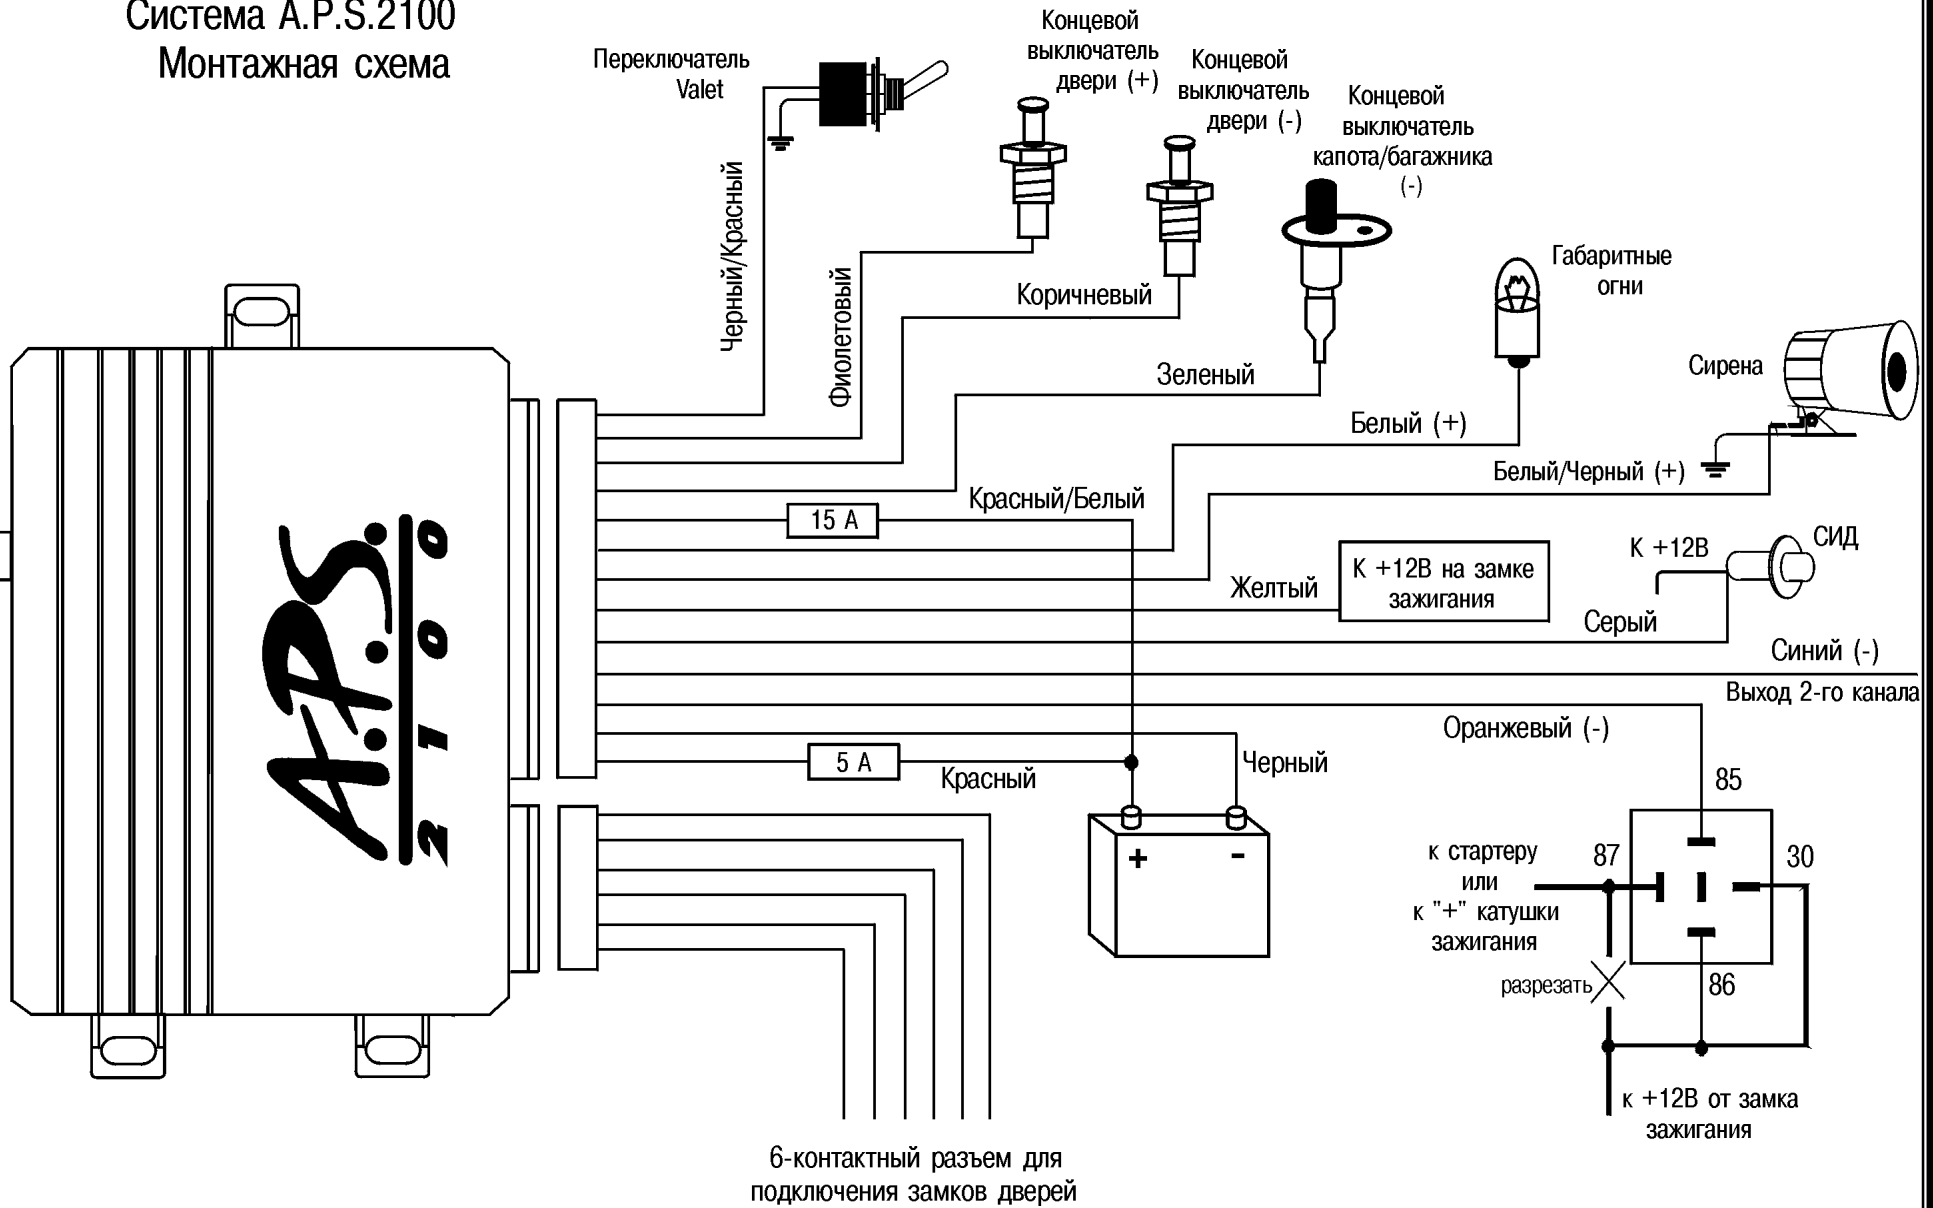 Система A.P.S.2100
Монтажная схема
Переключатель
Valet
Концевой
выключатель
двери (+)
Концевой
выключатель
двери (-)
Концевой
выключатель
капота/багажника
(-)
Черный/Красный
Фиолетовый
Коричневый
Зеленый
Габаритные
огни
Белый (+)
Сирена
Белый/Черный (+)
Красный/Белый
15 А
К +12В
СИД
Желтый
К +12В на замке
зажигания
Серый
Синий (-)
Выход 2-го канала
Оранжевый (-)
5 А
Красный
Черный
A.P.S.
2100
+
-
85
87
30
86
к стартеру
или
к "+" катушки
зажигания
разрезать
к +12В от замка
зажигания
6-контактный разъем для
подключения замков дверей